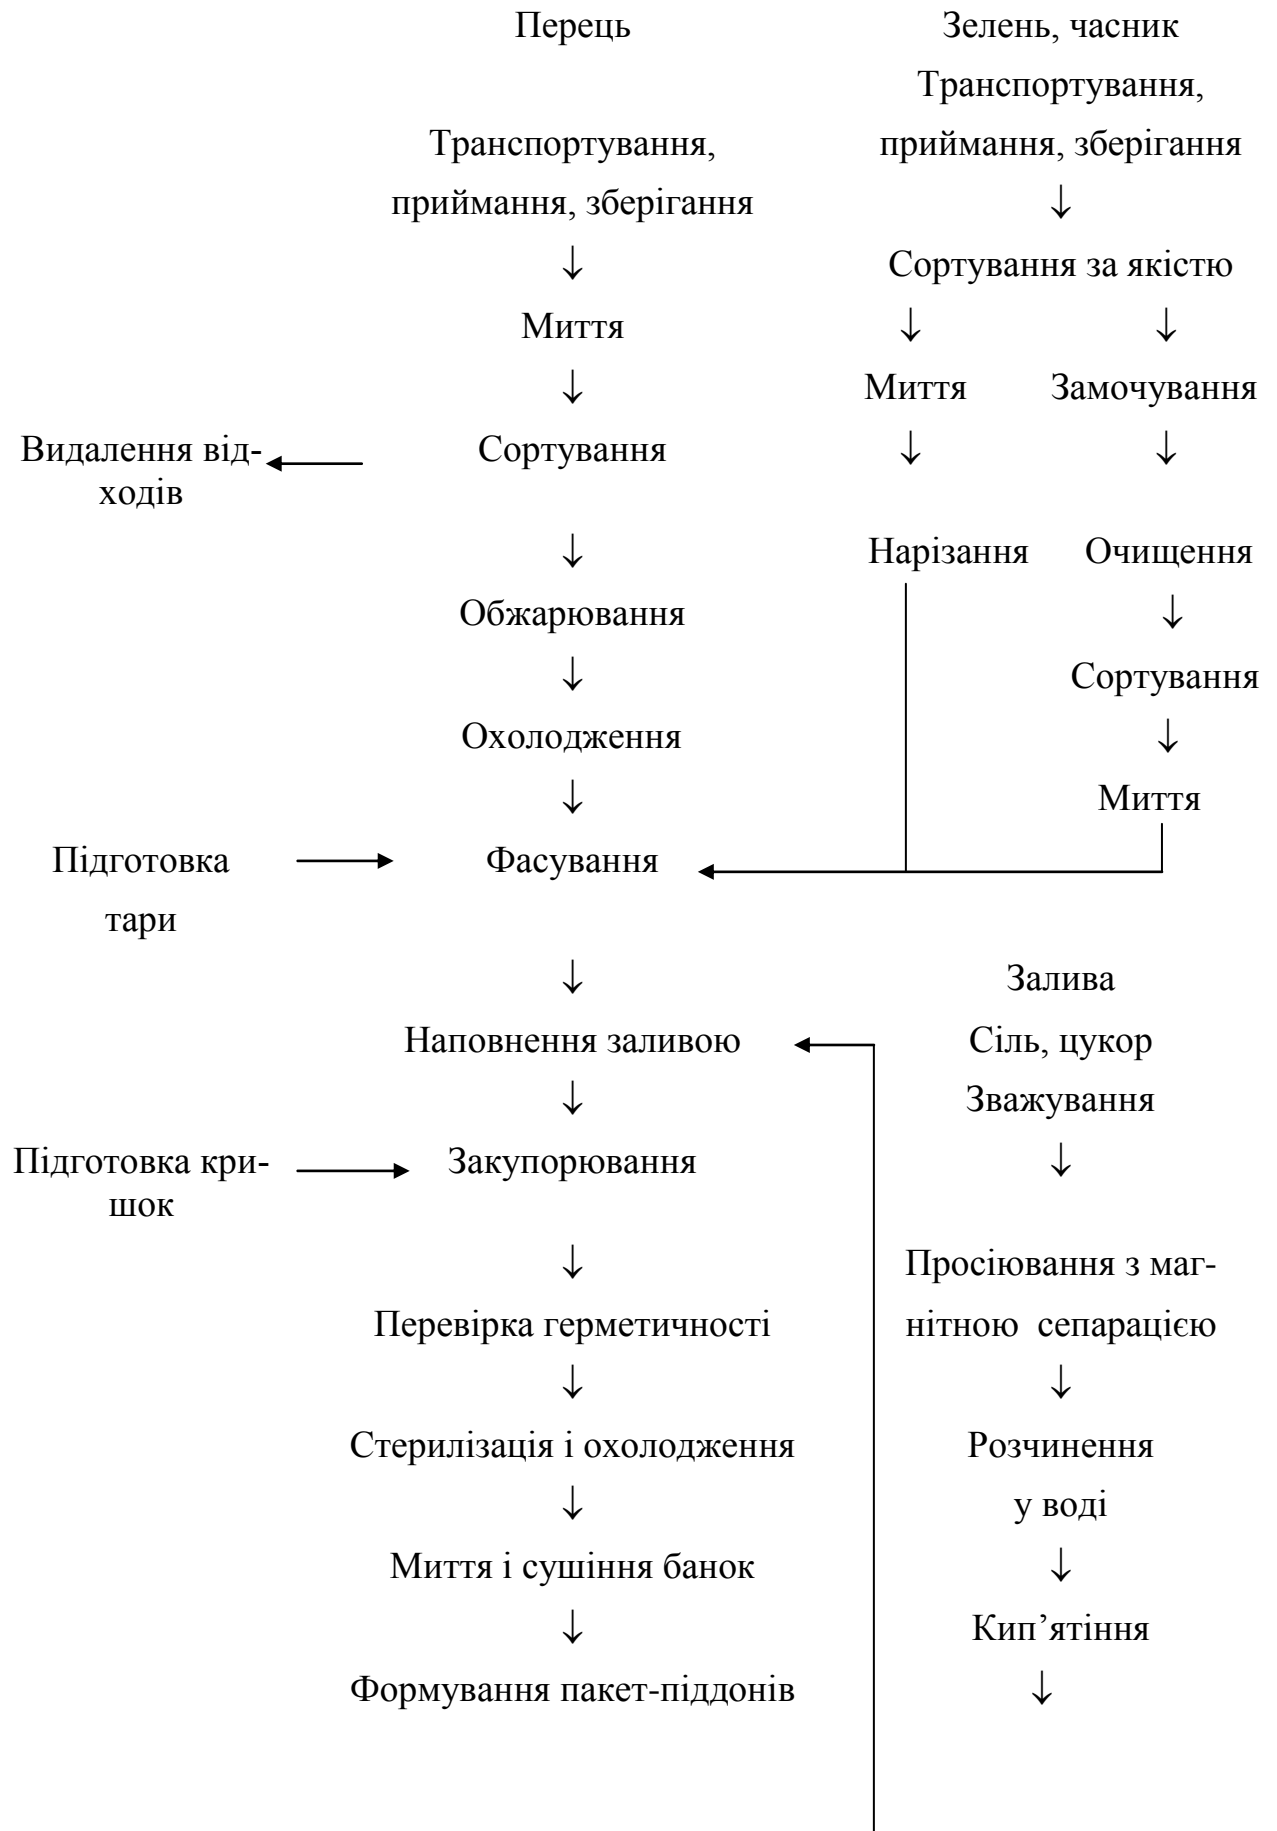 Перець
Зелень, часник
Транспортування,
приймання, зберігання
Транспортування,
приймання, зберігання
Сортування за якістю
Миття
Миття
Замочування
Видалення від-
ходів
Сортування
Нарізання
Очищення
Обжарювання
Сортування
Охолодження
Миття
Підготовка
тари
Фасування
Залива
Наповнення заливою
Сіль, цукор
Зважування
Підготовка кри-
шок
Закупорювання
Просіювання з маг-
нітною сепарацією
Перевірка герметичності
Стерилізація і охолодження
Розчинення
у воді
Миття і сушіння банок
Кип’ятіння
Формування пакет-піддонів